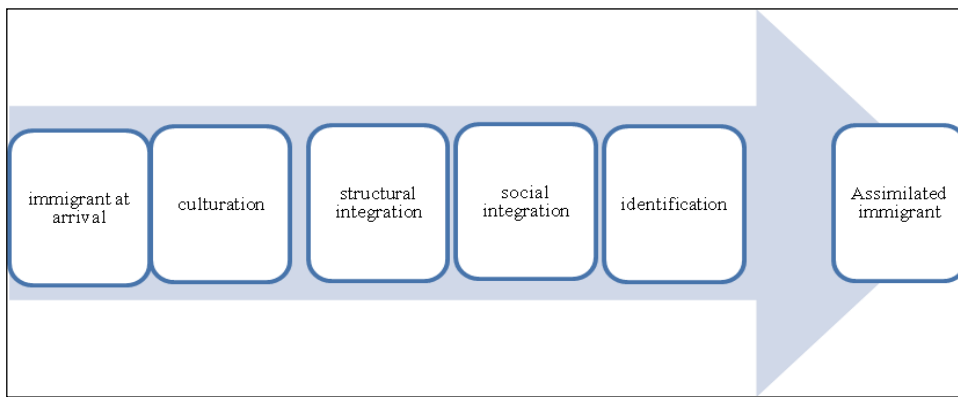 immigrant at
arrival
culturation
structural
integration
social
integration
identification
Assimilated
immigrant